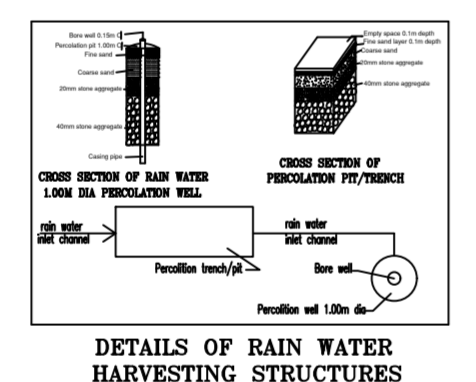 Bore well 0.15m
Percolation pit 1.00m
Fine sand
Coarse sand
20mm stone aggregate
40mm stone aggregate
Casing pipe
CROSS SECTION OF RAIN WATER
1.00M DIA PERCOLATION WELL
Empty space 0.1m depth
Fine sand layer 0.1m depth
Coarse sand
20mm stone aggregate
40mm stone aggregate
CROSS SECTION OF
PERCOLATION PIT/TRENCH
rain water
inlet channel
Percolition trench/pit
rain water
inlet channel
Bore well
Percolition well 1.00m dia
DETAILS OF RAIN WATER
HARVESTING STRUCTURES